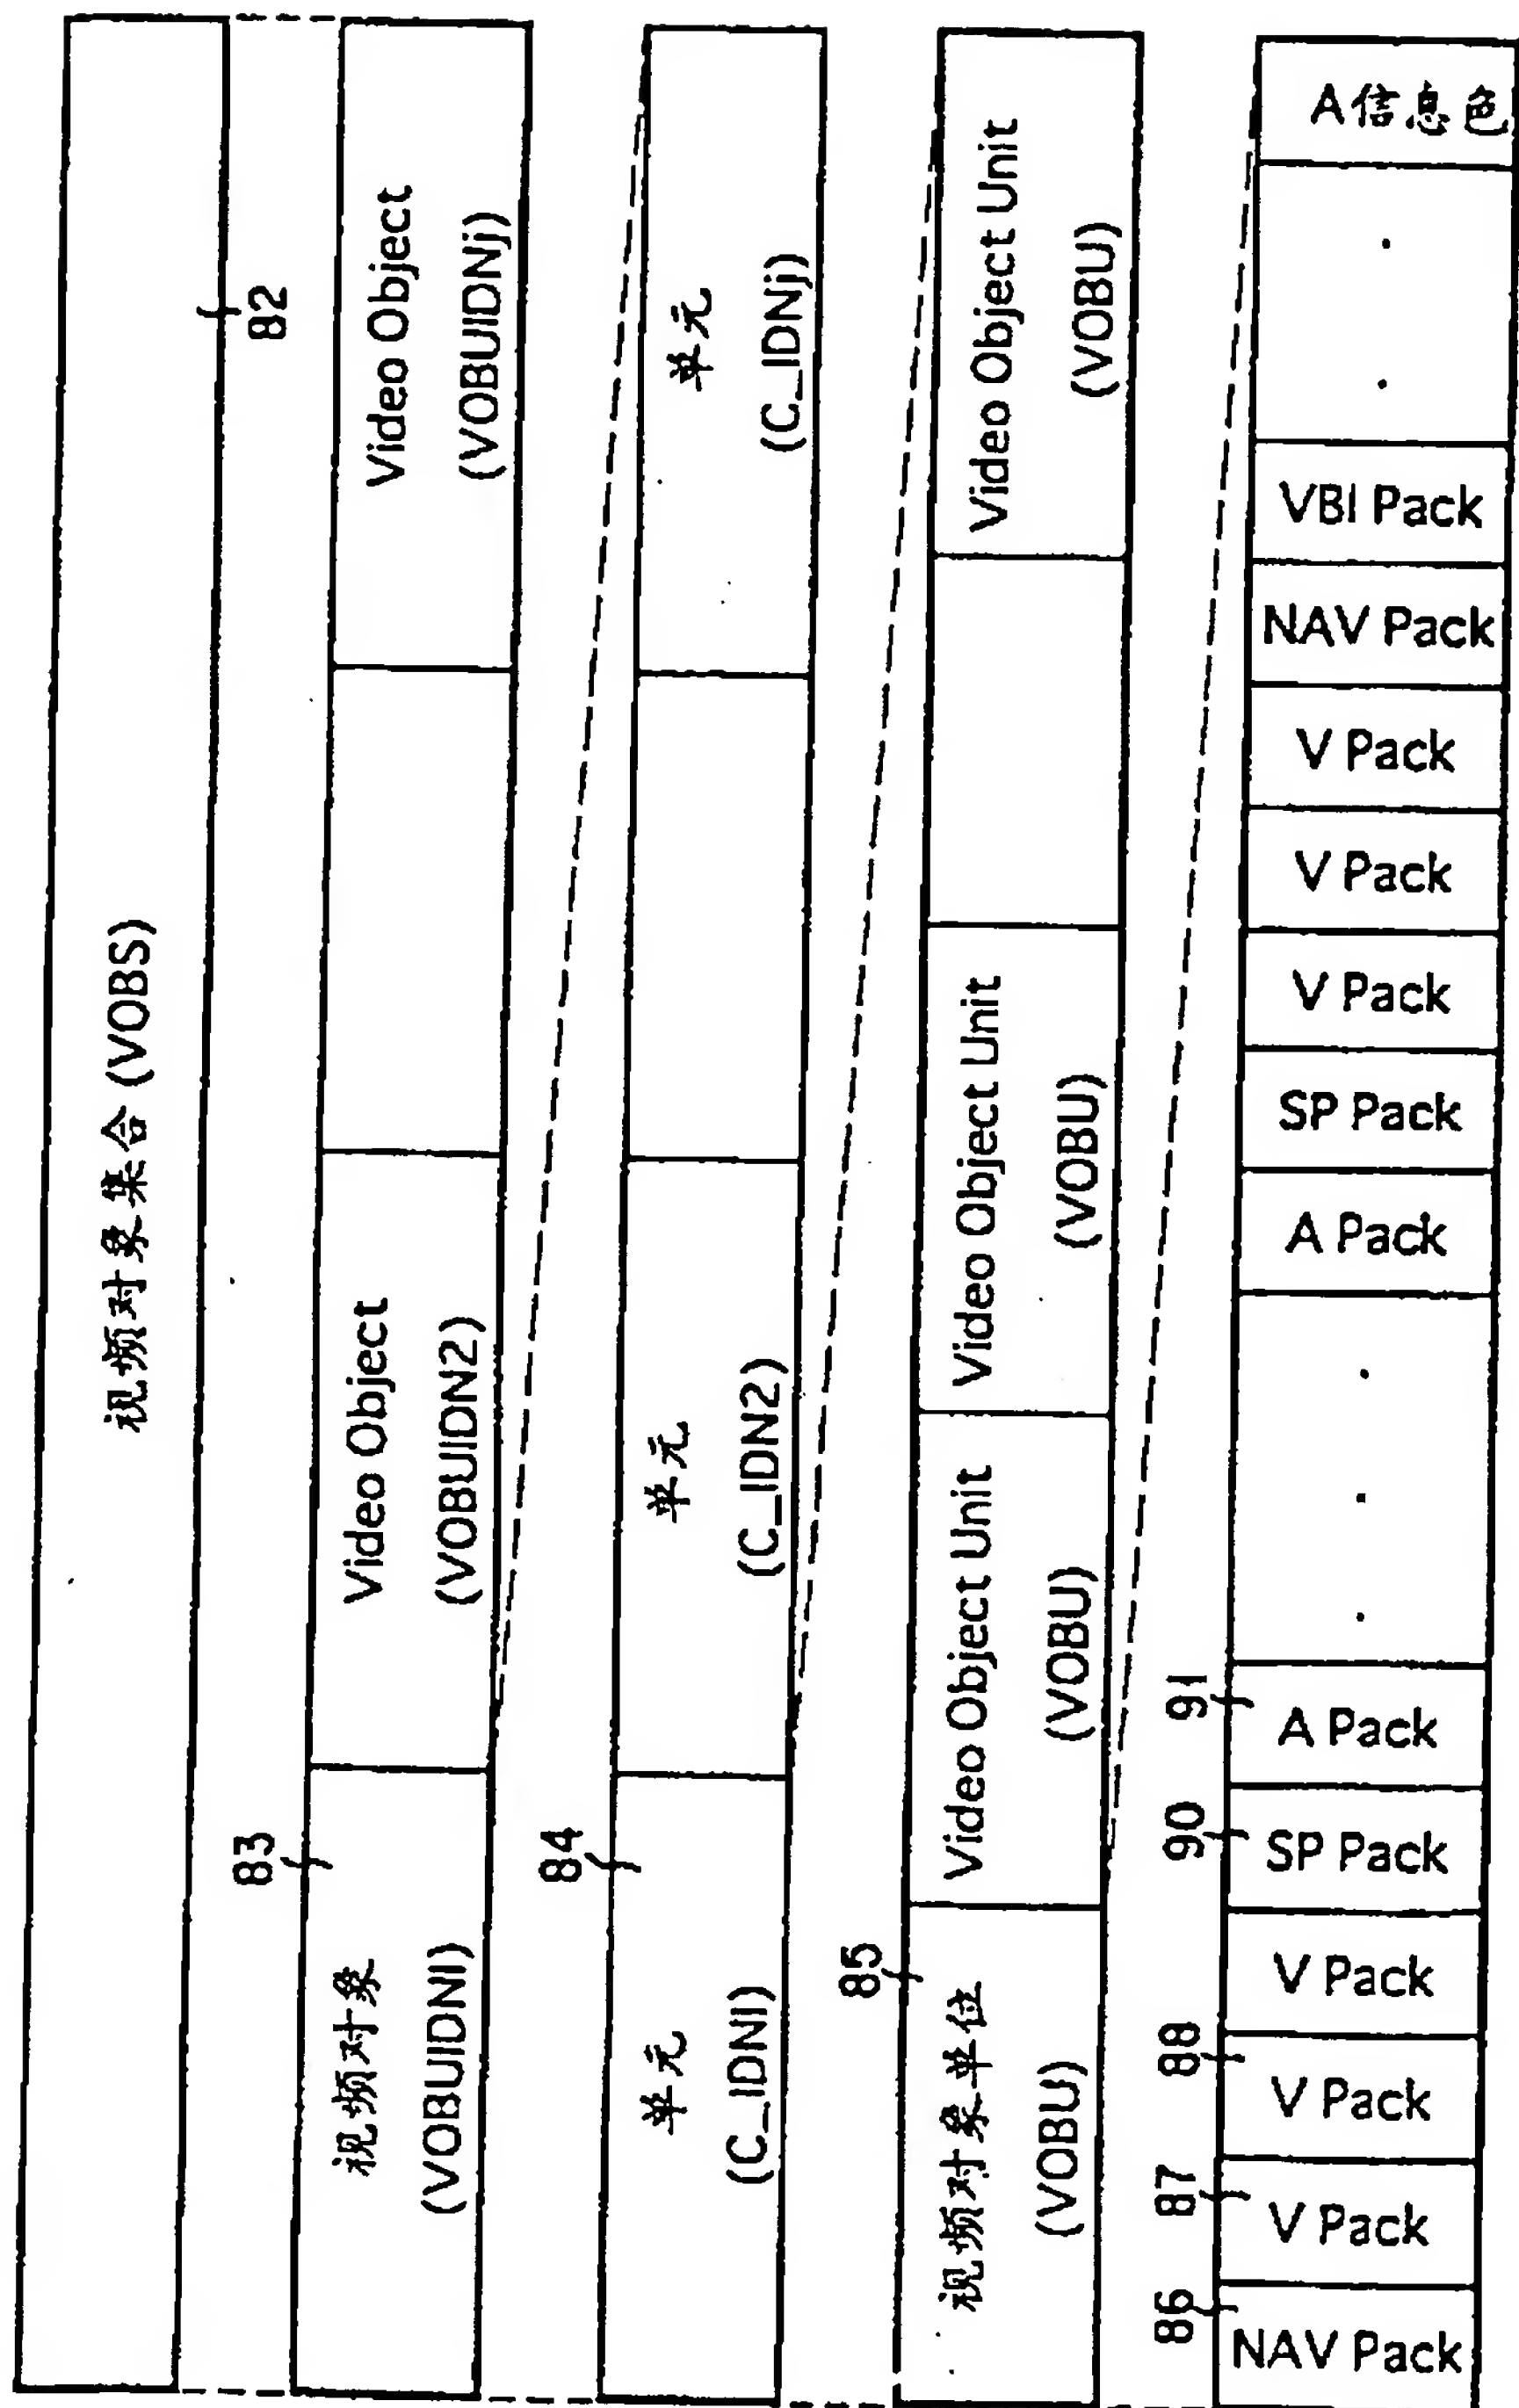 视频对象集合 (VOBS)
82
83
视频对象
(VOBUIDN1)
Video Object
(VOBUIDN2)
Video Object
(VOBUIDNj)
84
单元
(C_IDN1)
单元
(C_IDN2)
单元
(C_IDNj)
85
视频对象单位
(VOBU)
Video Object Unit
(VOBU)
Video Object Unit
(VOBU)
Video Object Unit
(VOBU)
86
87
88
90
91
NAV Pack
V Pack
V Pack
V Pack
SP Pack
A Pack
. . .
A Pack
SP Pack
V Pack
V Pack
V Pack
NAV Pack
VBI Pack
. .
A信息色